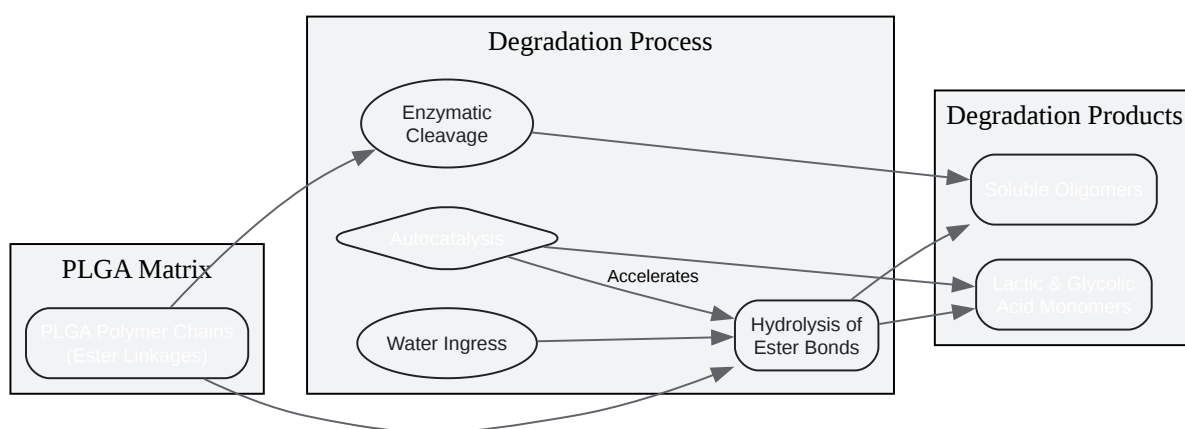 Degradation Process
Enzymatic
Cleavage
Autocatalysis
Accelerates
Water Ingress
Hydrolysis of
Ester Bonds
PLGA Matrix
PLGA Polymer Chains
(Ester Linkages)
Degradation Products
Soluble Oligomers
Lactic & Glycolic
Acid Monomers